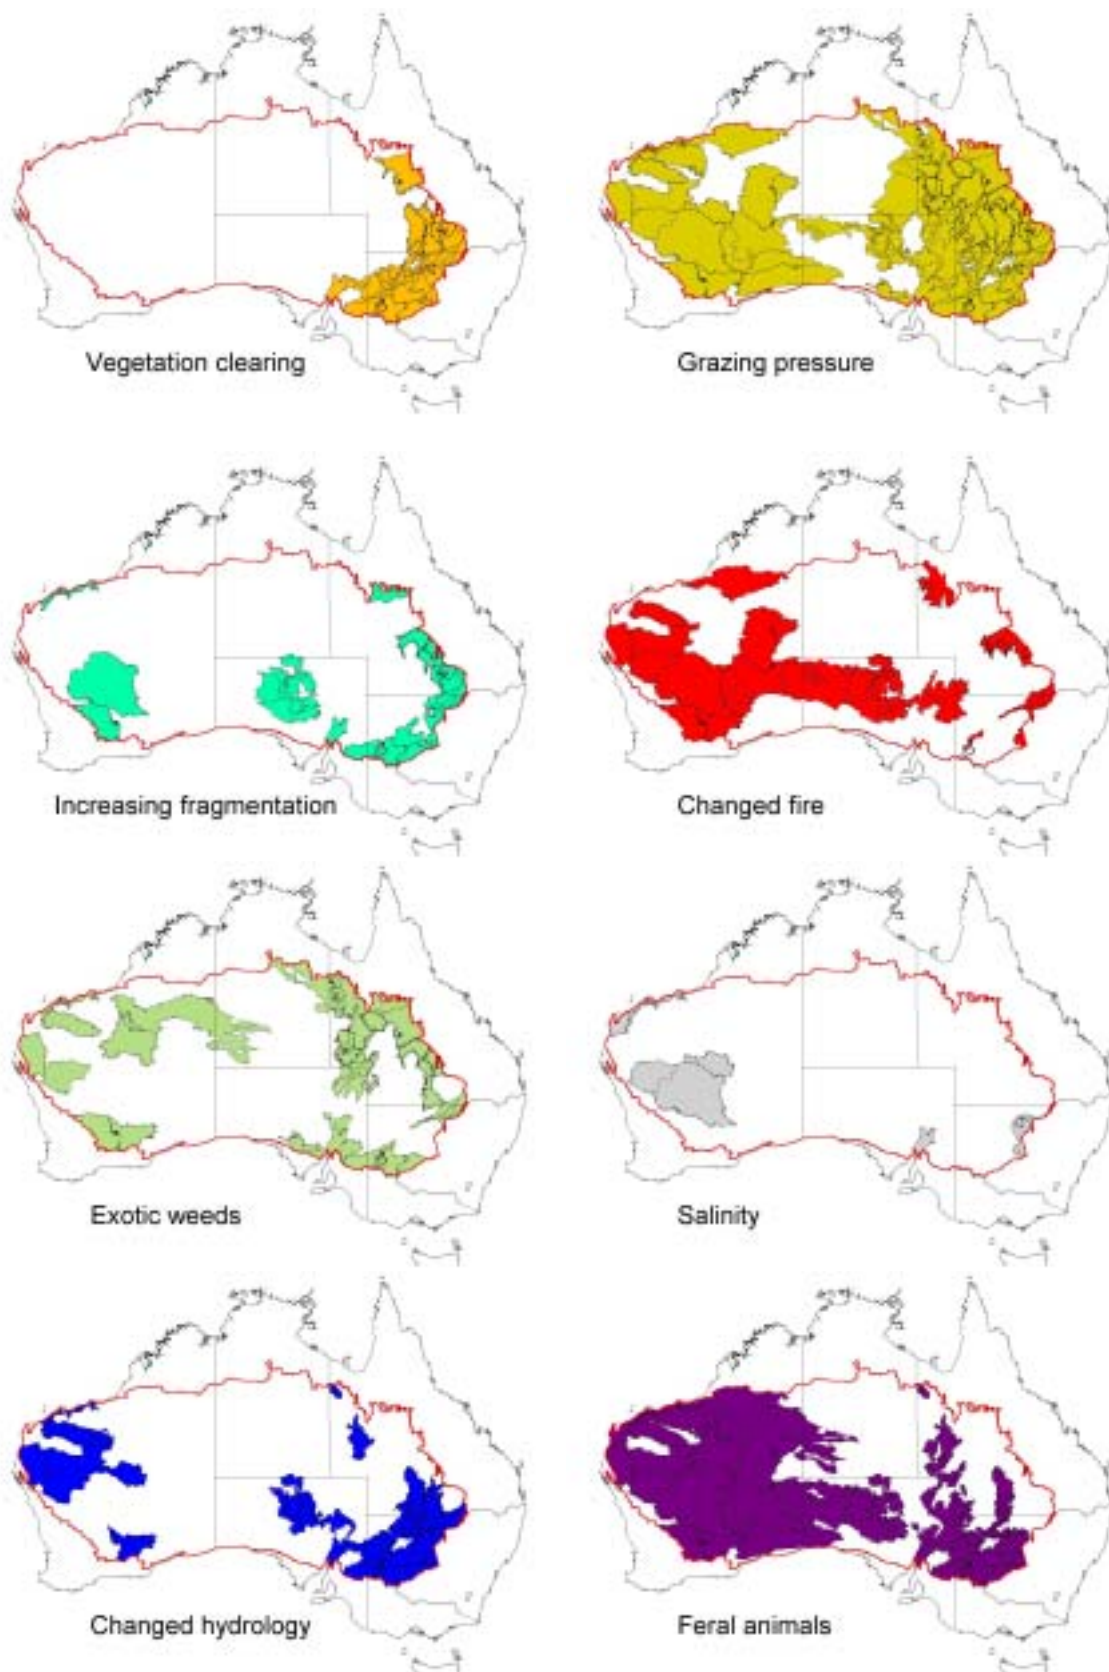 Vegetation clearing
Grazing pressure
Increasing fragmentation
Changed fire
Exotic weeds
Salinity
Changed hydrology
Feral animals